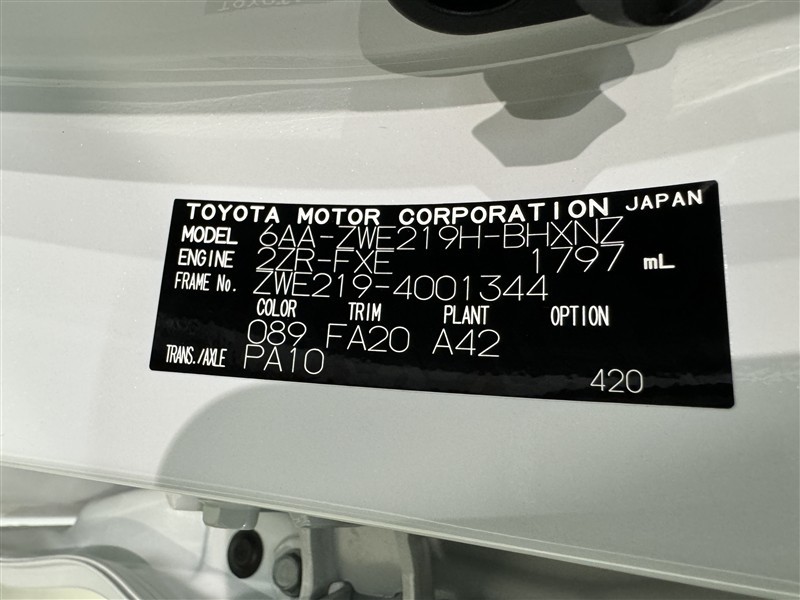 TOYOTA MOTOR CORPORATION JAPAN
MODEL 6AA-ZWE219H-BHXNZ
ENGINE 2ZR-FXE 1797 mL
FRAME No. ZWE219-4001344
COLOR TRIM PLANT OPTION
089 FA20 A42
TRANS./AXLE PA10
420